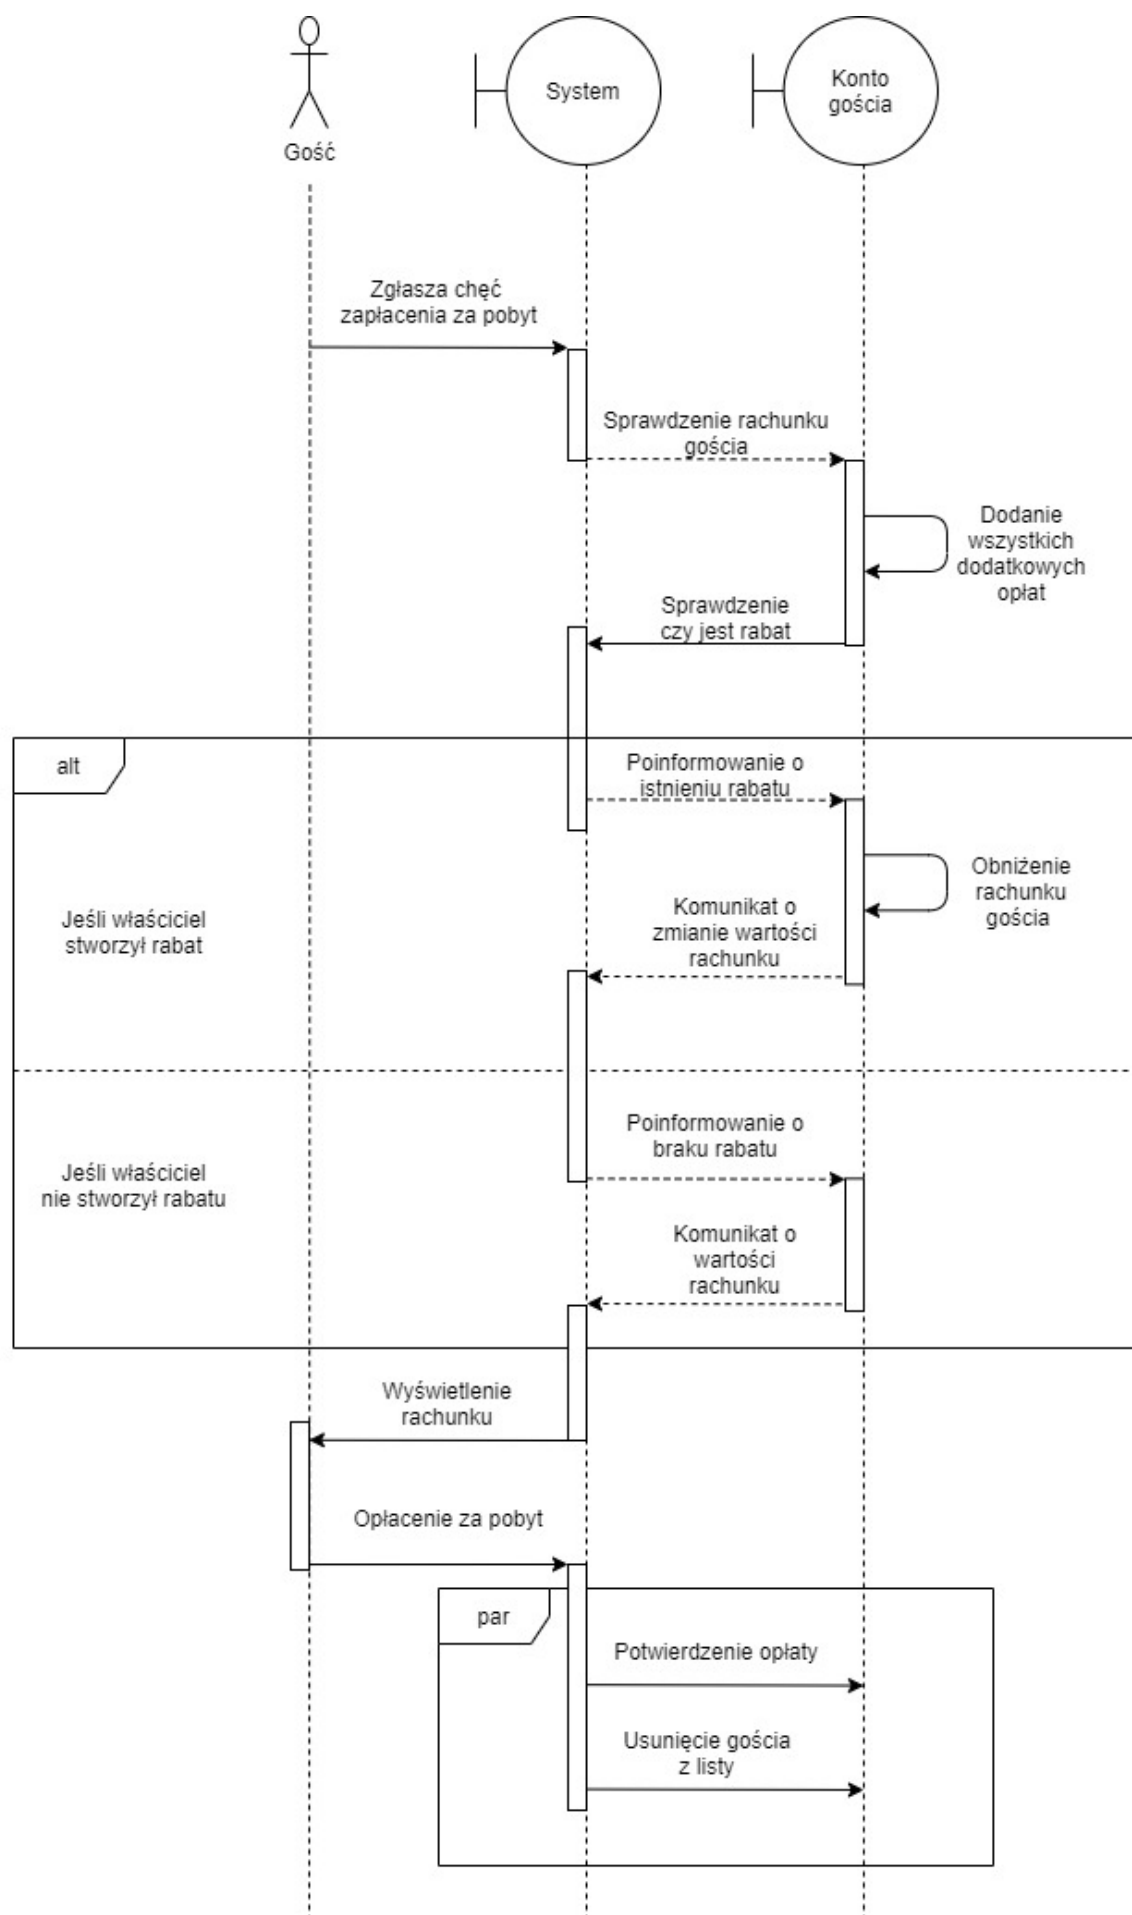 Gość
System
Konto
gościa
Zgłasza chęć
zapłacenia za pobyt
Sprawdzenie rachunku
gościa
Dodanie
wszystkich
dodatkowych
opłat
Sprawdzenie
czy jest rabat
alt
Poinformowanie o
istnieniu rabatu
Jeśli właściciel
stworzył rabat
Obniżenie
rachunku
gościa
Komunikat o
zmianie wartości
rachunku
Poinformowanie o
braku rabatu
Jeśli właściciel
nie stworzył rabatu
Komunikat o
wartości
rachunku
Wyświetlenie
rachunku
Opłacenie za pobyt
par
Potwierdzenie opłaty
Usunięcie gościa
z listy